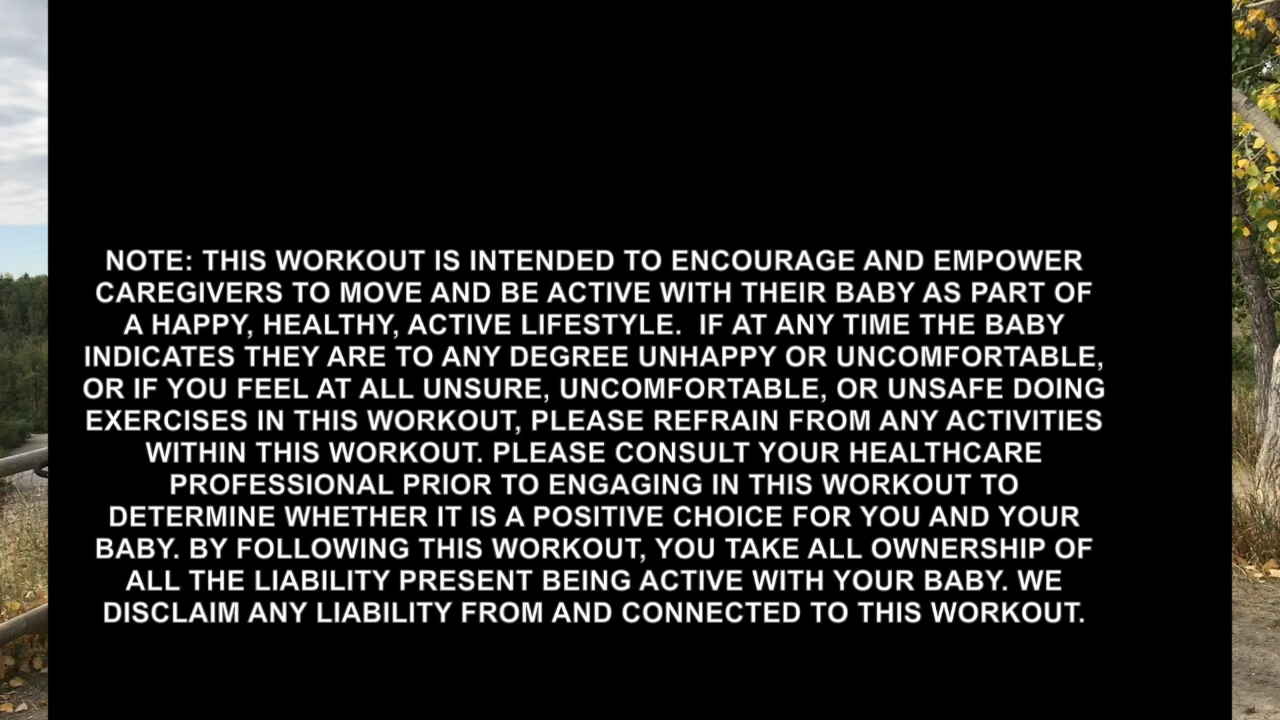 NOTE: THIS WORKOUT IS INTENDED TO ENCOURAGE AND EMPOWER
CAREGIVERS TO MOVE AND BE ACTIVE WITH THEIR BABY AS PART OF
A HAPPY, HEALTHY, ACTIVE LIFESTYLE.  IF AT ANY TIME THE BABY
INDICATES THEY ARE TO ANY DEGREE UNHAPPY OR UNCOMFORTABLE,
OR IF YOU FEEL AT ALL UNSURE, UNCOMFORTABLE, OR UNSAFE DOING
EXERCISES IN THIS WORKOUT, PLEASE REFRAIN FROM ANY ACTIVITIES
WITHIN THIS WORKOUT. PLEASE CONSULT YOUR HEALTHCARE
PROFESSIONAL PRIOR TO ENGAGING IN THIS WORKOUT TO
DETERMINE WHETHER IT IS A POSITIVE CHOICE FOR YOU AND YOUR
BABY. BY FOLLOWING THIS WORKOUT, YOU TAKE ALL OWNERSHIP OF
ALL THE LIABILITY PRESENT BEING ACTIVE WITH YOUR BABY. WE
DISCLAIM ANY LIABILITY FROM AND CONNECTED TO THIS WORKOUT.